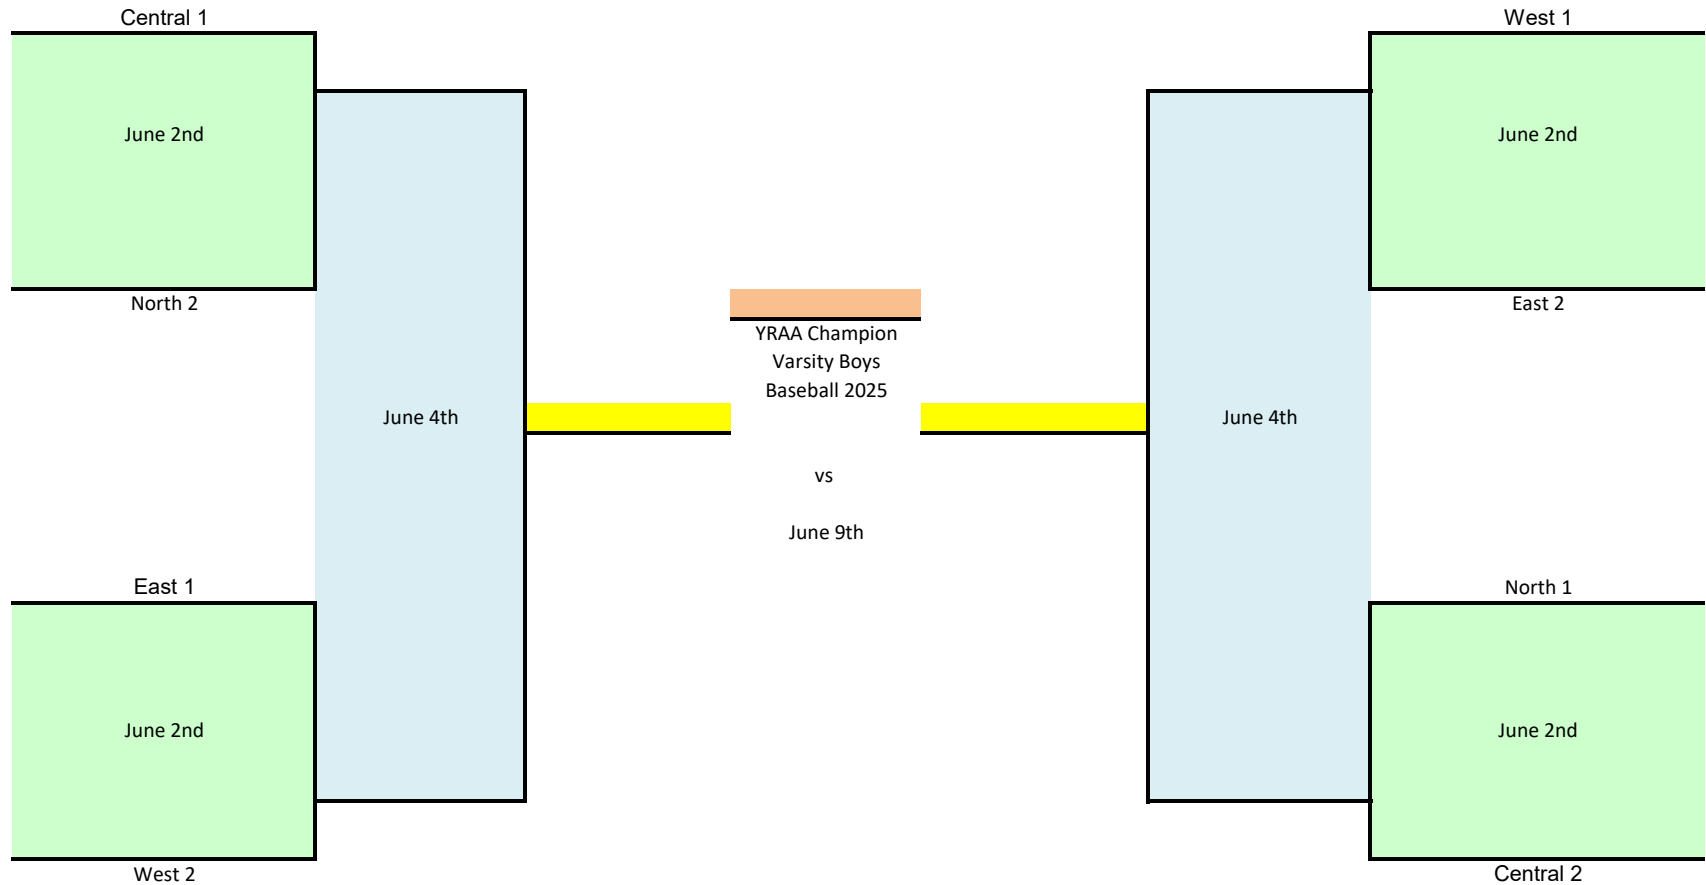 Central 1
June 2nd
North 2
June 4th
East 1
June 2nd
West 2
YRAA Champion
Varsity Boys
Baseball 2025
vs
June 9th
West 1
June 2nd
East 2
June 4th
North 1
June 2nd
Central 2